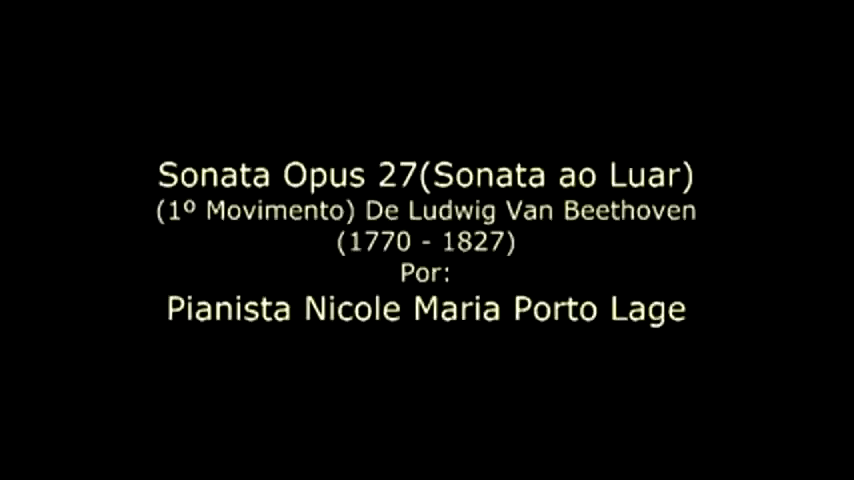 Sonata Opus 27(Sonata ao Luar)
(1º Movimento) De Ludwig Van Beethoven
(1770 - 1827)
Por:
Pianista Nicole Maria Porto Lage